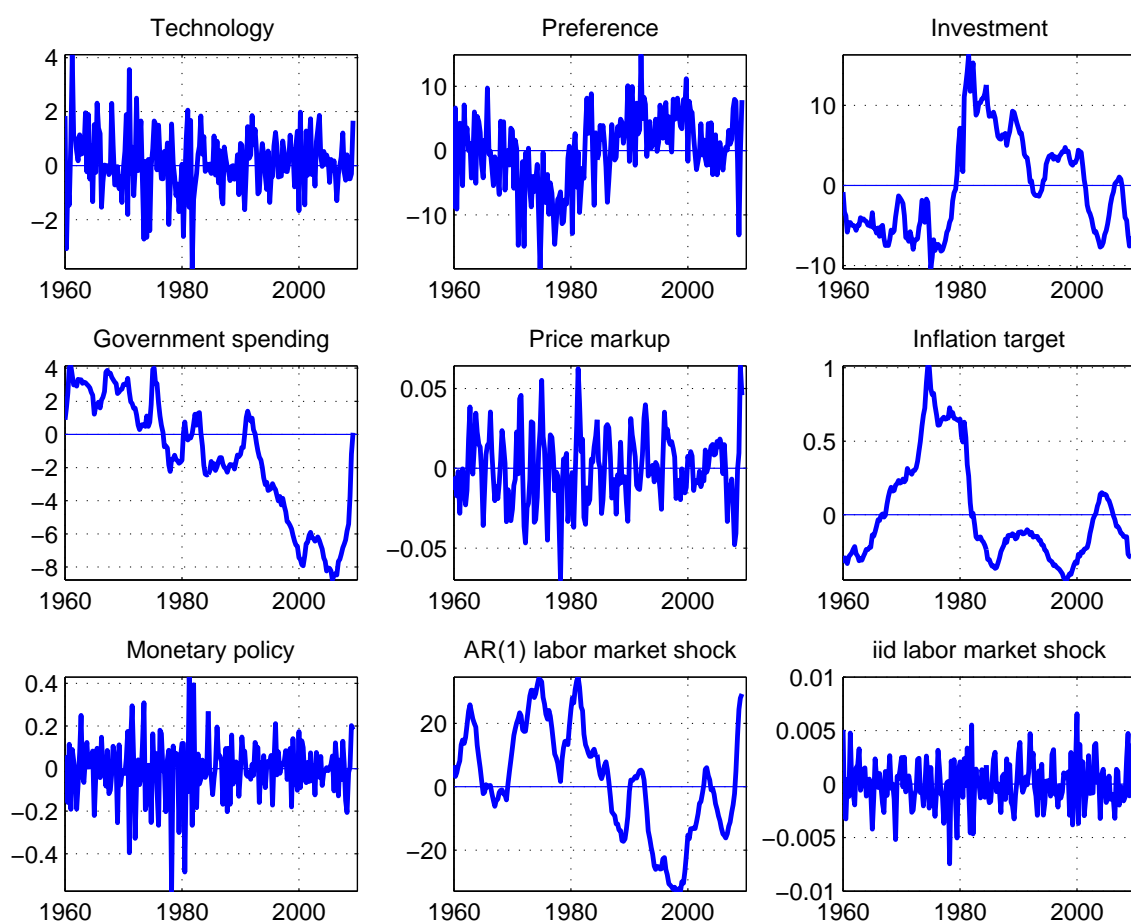 Technology
4
2
0
−2
1960 1980 2000
Preference
10
0
−10
1960 1980 2000
Investment
10
0
−10
1960 1980 2000
Government spending
4
2
0
−2
−4
−6
−8
1960 1980 2000
Price markup
0.05
0
−0.05
1960 1980 2000
Inflation target
1
0.5
0
1960 1980 2000
Monetary policy
0.4
0.2
0
−0.2
−0.4
1960 1980 2000
AR(1) labor market shock
20
0
−20
1960 1980 2000
iid labor market shock
0.01
0.005
0
−0.005
−0.01
1960 1980 2000